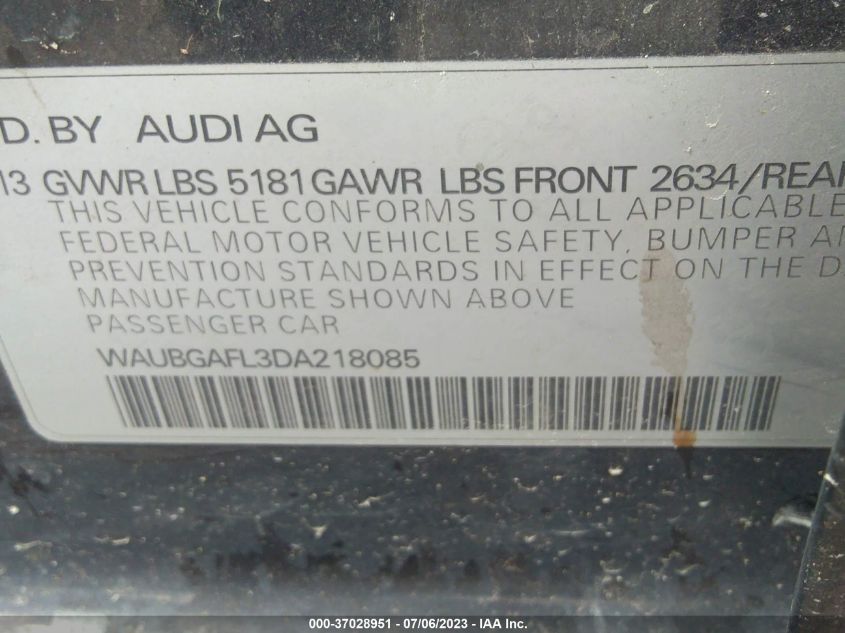 D. BY AUDI AG
13 GVWR LBS 5181 GAWR LBS FRONT 2634/REAR
THIS VEHICLE CONFORMS TO ALL APPLICABLE
FEDERAL MOTOR VEHICLE SAFETY, BUMPER AN
PREVENTION STANDARDS IN EFFECT ON THE D
MANUFACTURE SHOWN ABOVE
PASSENGER CAR
WAUBGAFL3DA218085
000-37028951 - 07/06/2023 - IAA Inc.